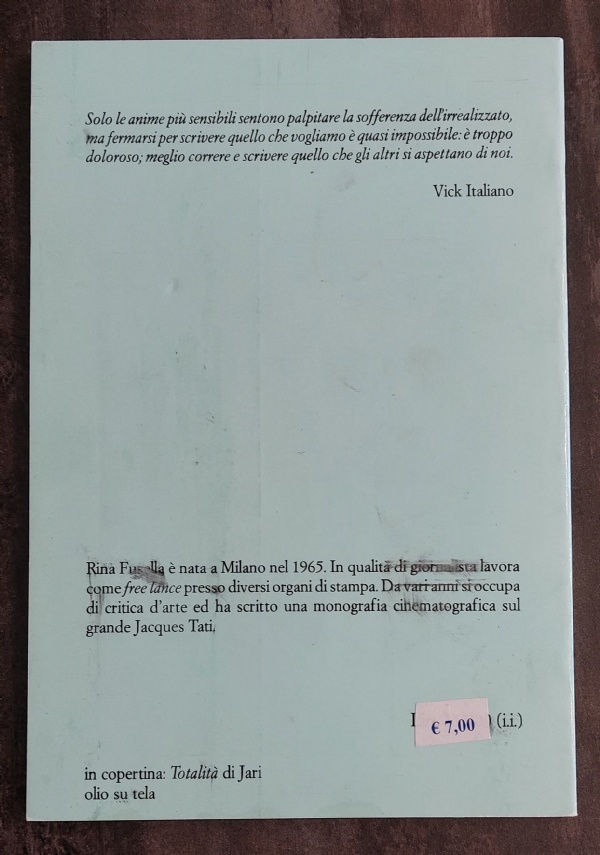 Solo le anime più sensibili sentono palpitare la sofferenza dell'irrealizzato,
ma fermarsi per scrivere quello che vogliamo è quasi impossibile: è troppo
doloroso; meglio correre e scrivere quello che gli altri si aspettano di noi.
Vick Italiano
Rina è nata a Milano nel 1965. In qualità di giornalista lavora
come free lance presso diversi organi di stampa. Da vari anni si occupa
di critica d'arte ed ha scritto una monografia cinematografica sul
grande Jacques Tati.
€ 7,00 (i.i.)
in copertina: Totalità di Jari
olio su tela